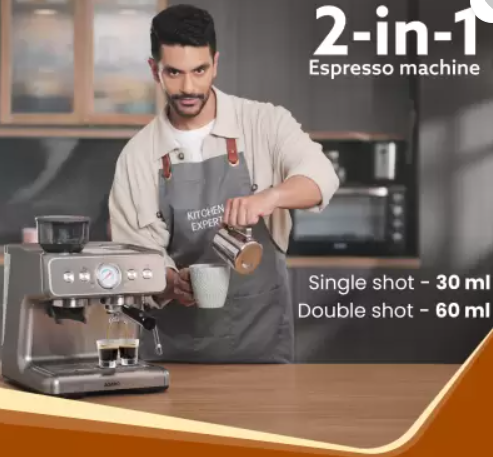 2-in-1
Espresso machine
KITCHEN
EXPERT
Single shot - 30 ml
Double shot - 60 ml